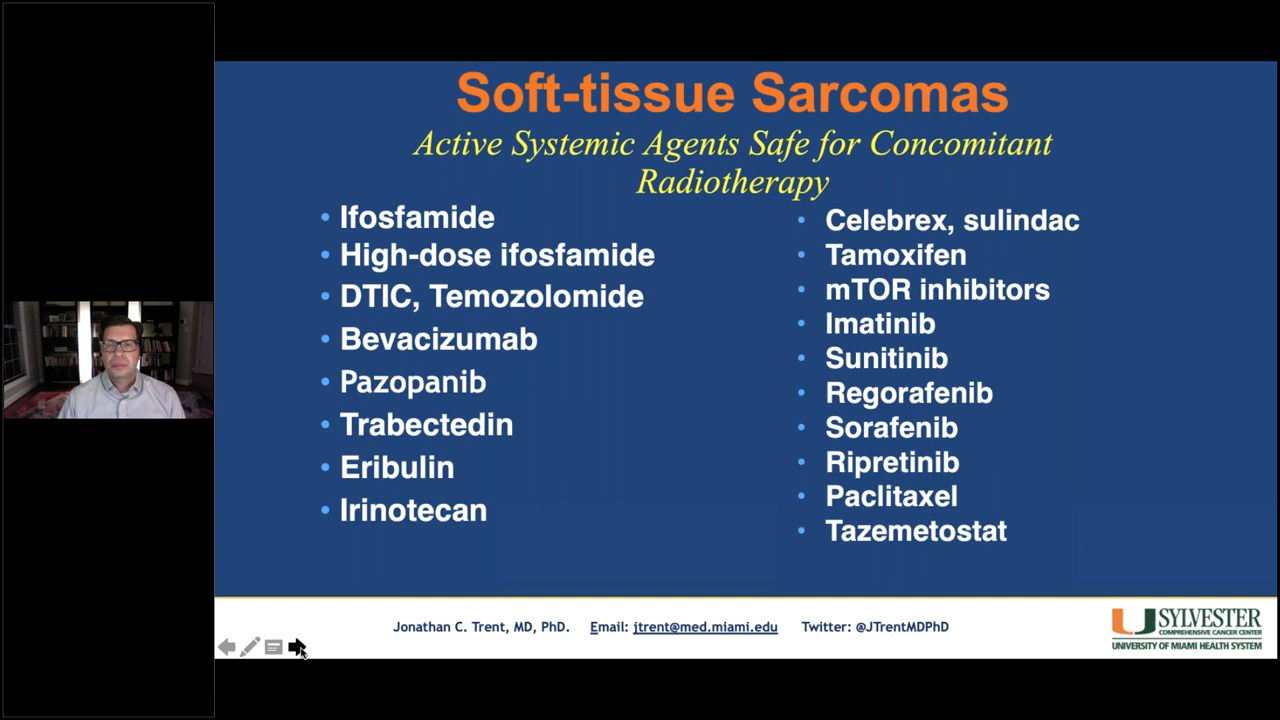 Soft-tissue Sarcomas
Active Systemic Agents Safe for Concomitant
Radiotherapy
• Ifosfamide
• High-dose ifosfamide
• DTIC, Temozolomide
• Bevacizumab
• Pazopanib
• Trabectedin
• Eribulin
• Irinotecan
• Celebrex, sulindac
• Tamoxifen
• mTOR inhibitors
• Imatinib
• Sunitinib
• Regorafenib
• Sorafenib
• Ripretinib
• Paclitaxel
• Tazemetostat
Jonathan C. Trent, MD, PhD. Email: jtrent@med.miami.edu Twitter: @JTrentMDPhD
SYLVESTER
COMPREHENSIVE CANCER CENTER
UNIVERSITY OF MIAMI HEALTH SYSTEM